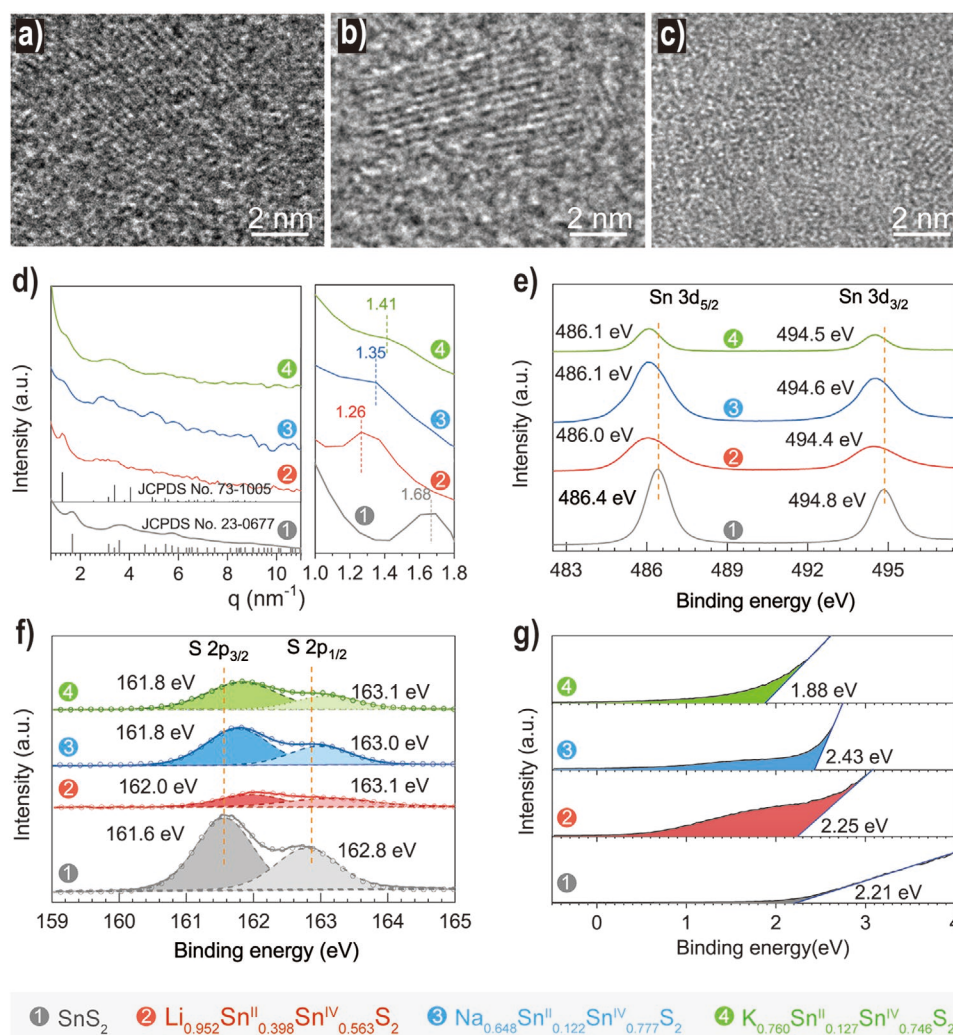 a)
b)
c)
2 nm
2 nm
2 nm
d)
Intensity (a.u.)
4
3
2
JCPDS No. 73-1005
JCPDS No. 23-0677
1
2 4 6 8 10
1.41
4
1.35
3
1.26
2
1.68
1
1.0 1.2 1.4 1.6 1.8
q (nm⁻¹)
e)
Intensity (a.u.)
Sn 3d₅/₂ Sn 3d₃/₂
486.1 eV 4 494.5 eV
486.1 eV 3 494.6 eV
486.0 eV 2 494.4 eV
486.4 eV 1 494.8 eV
483 486 489 492 495
Binding energy (eV)
f)
Intensity (a.u.)
S 2p₃/₂ S 2p₁/₂
4 161.8 eV 163.1 eV
3 161.8 eV 163.0 eV
2 162.0 eV 163.1 eV
161.6 eV 162.8 eV
1
159 160 161 162 163 164 165
Binding energy (eV)
g)
Intensity (a.u.)
4 1.88 eV
3 2.43 eV
2 2.25 eV
1 2.21 eV
0 1 2 3 4
Binding energy(eV)
1 SnS₂ 2 Li₀.₉₅₂Snᴵᴵ₀.₃₉₈Snᴵⱽ₀.₅₆₃S₂ 3 Na₀.₆₄₈Snᴵᴵ₀.₁₂₂Snᴵⱽ₀.₇₇₇S₂ 4 K₀.₇₆₀Snᴵᴵ₀.₁₂₇Snᴵⱽ₀.₇₄₆S₂